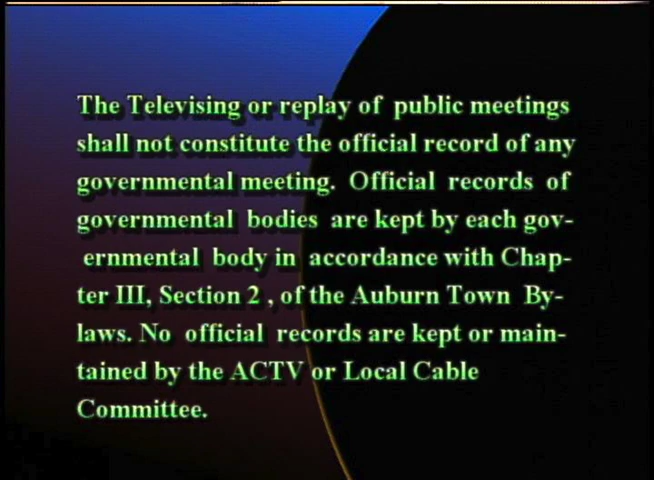 The Televising or replay of public meetings
shall not constitute the official record of any
governmental meeting. Official records of
governmental bodies are kept by each gov-
ernmental body in accordance with Chap-
ter III, Section 2 , of the Auburn Town By-
laws. No official records are kept or main-
tained by the ACTV or Local Cable
Committee.